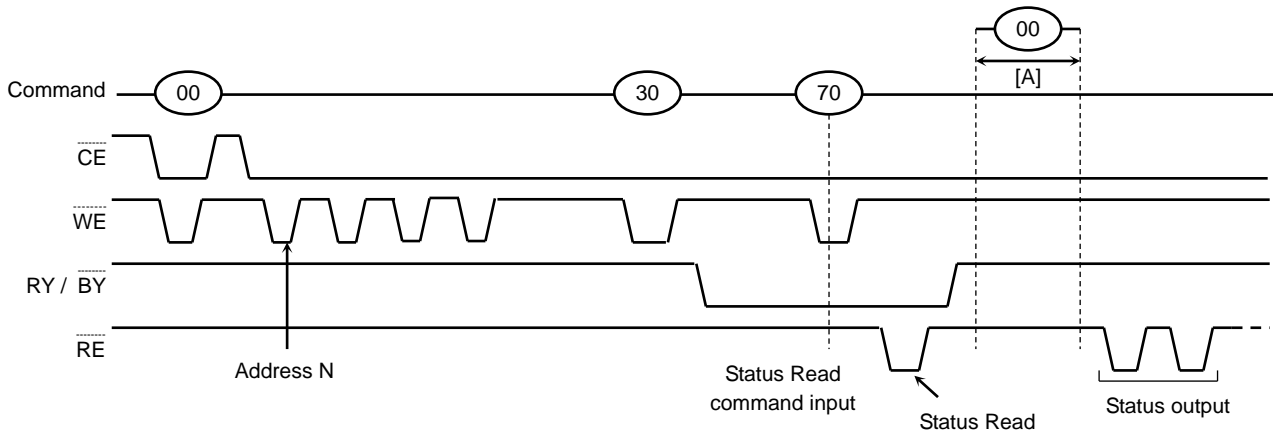 00
[A]
Command 00 30 70
CE
WE
RY / BY
RE
Address N
Status Read
command input
Status Read
Status output